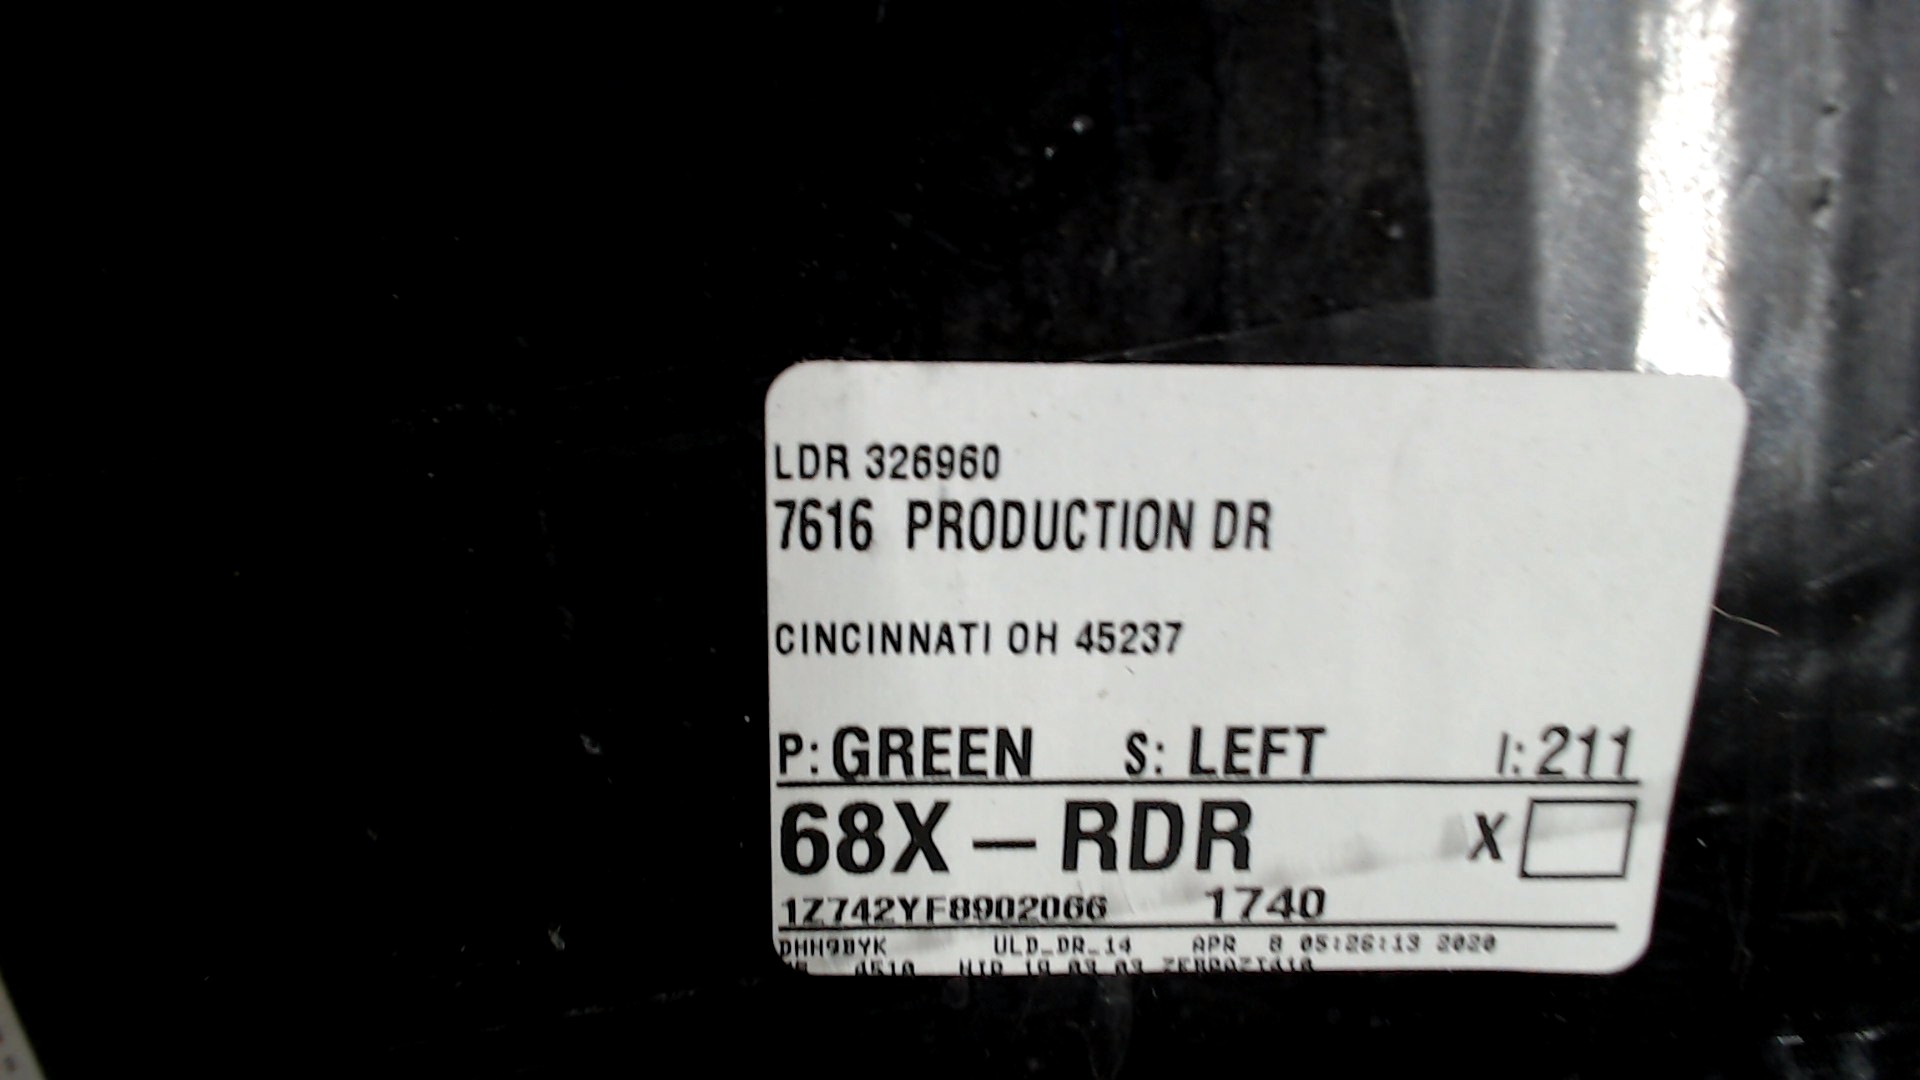 LDR 326960
7616 PRODUCTION DR
CINCINNATI OH 45237
P: GREEN S: LEFT I: 211
68X – RDR X
1Z742YF8902066 1740
DHH9BYK ULD_DR_14 APR 8 05:26:13 2020